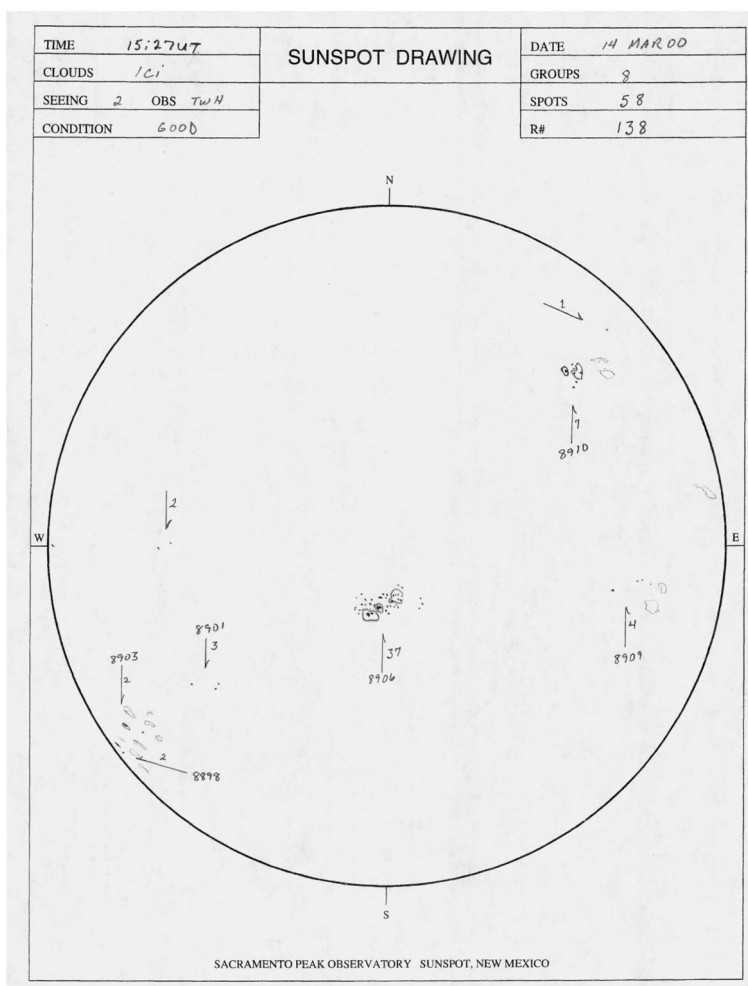 TIME 15:27UT
CLOUDS 1Ci
SEEING 2 OBS TWH
CONDITION GOOD
SUNSPOT DRAWING
DATE 14 MAR 00
GROUPS 8
SPOTS 58
R# 138
N
1
7
8910
2
W
E
8901
3
8903
2
37
8906
4
8909
2
8898
S
SACRAMENTO PEAK OBSERVATORY SUNSPOT, NEW MEXICO